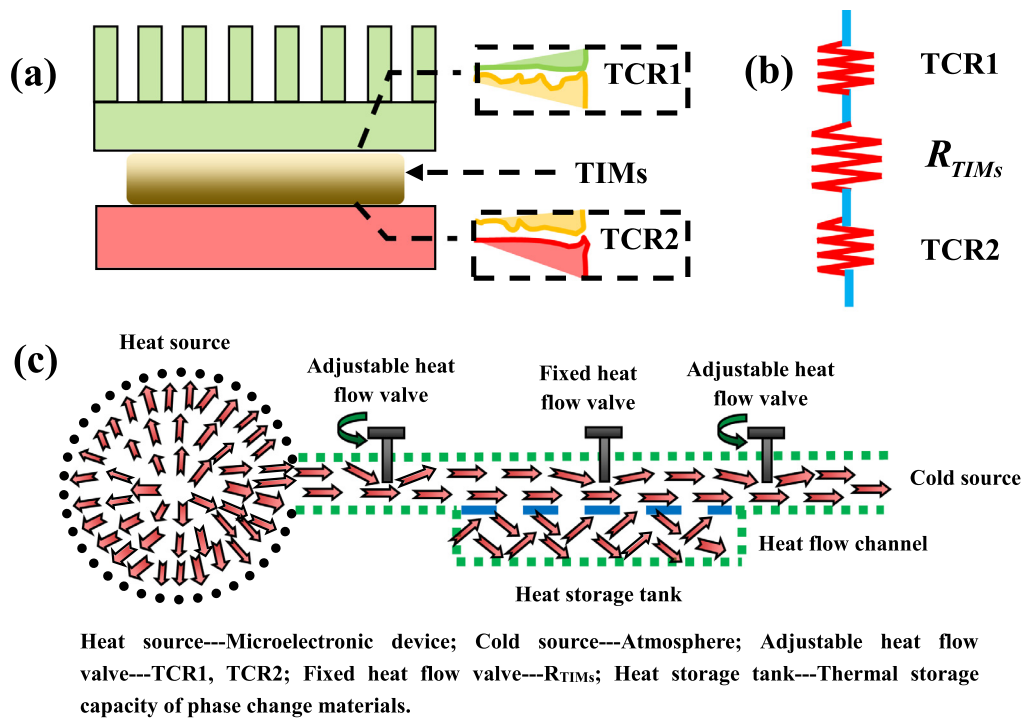 (a)
TCR1
TIMs
TCR2
(b)
TCR1
R_TIMs
TCR2
(c)
Heat source
Adjustable heat
flow valve
Fixed heat
flow valve
Adjustable heat
flow valve
Cold source
Heat flow channel
Heat storage tank
Heat source---Microelectronic device; Cold source---Atmosphere; Adjustable heat flow
valve---TCR1, TCR2; Fixed heat flow valve---R_TIMs; Heat storage tank---Thermal storage
capacity of phase change materials.